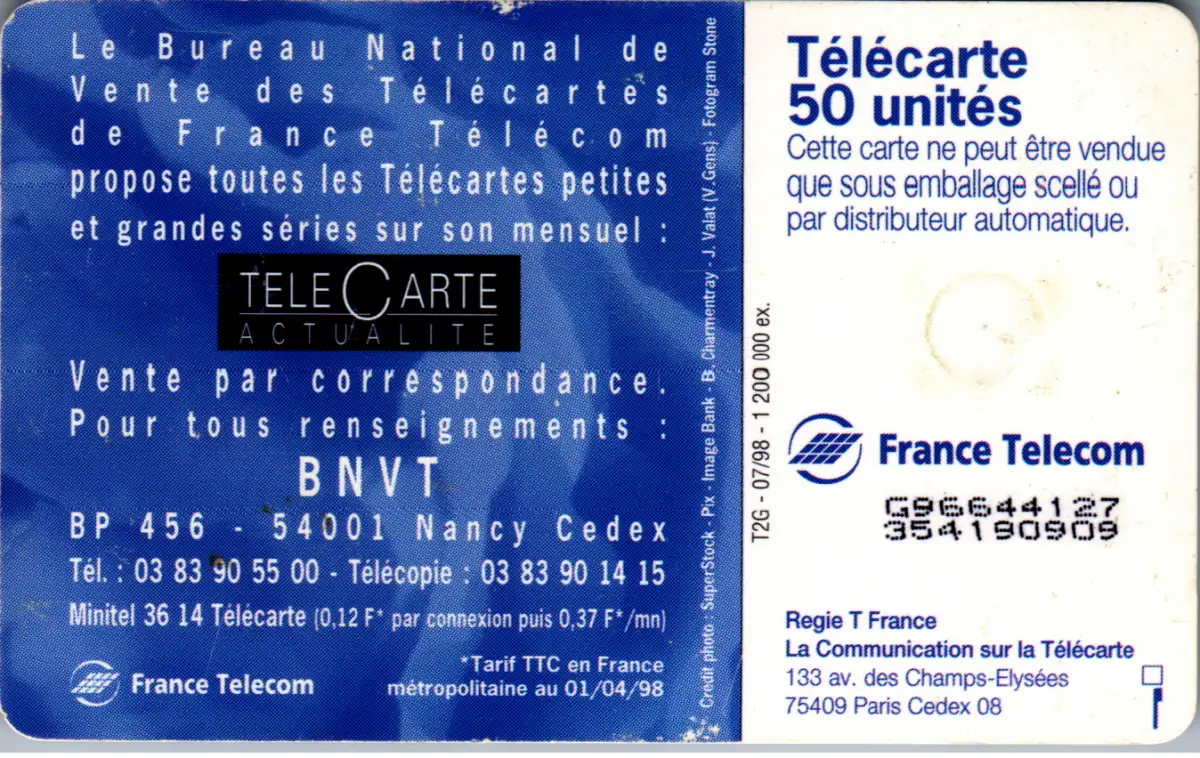 Le Bureau National de
Vente des Télécartes
de France Télécom
propose toutes les Télécartes petites
et grandes séries sur son mensuel :
TELECARTE
ACTUALITE
Vente par correspondance.
Pour tous renseignements :
BNVT
BP 456 54001 Nancy Cedex
Tél. : 03 83 90 55 00 - Télécopie : 03 83 90 14 15
Minitel 36 14 Télécarte (0,12 F* par connexion puis 0,37 F*/mn)
*Tarif TTC en France
métropolitaine au 01/04/98
France Telecom
Crédit photo : SuperStock - Pix - Image Bank - B. Charmentray - J. Valat (V.Gens) - Fotogram Stone
T2G - 07/98 - 1 200 000 ex.
Télécarte
50 unités
Cette carte ne peut être vendue
que sous emballage scellé ou
par distributeur automatique.
France Telecom
G96644127
354190909
Regie T France
La Communication sur la Télécarte
133 av. des Champs-Elysées
75409 Paris Cedex 08